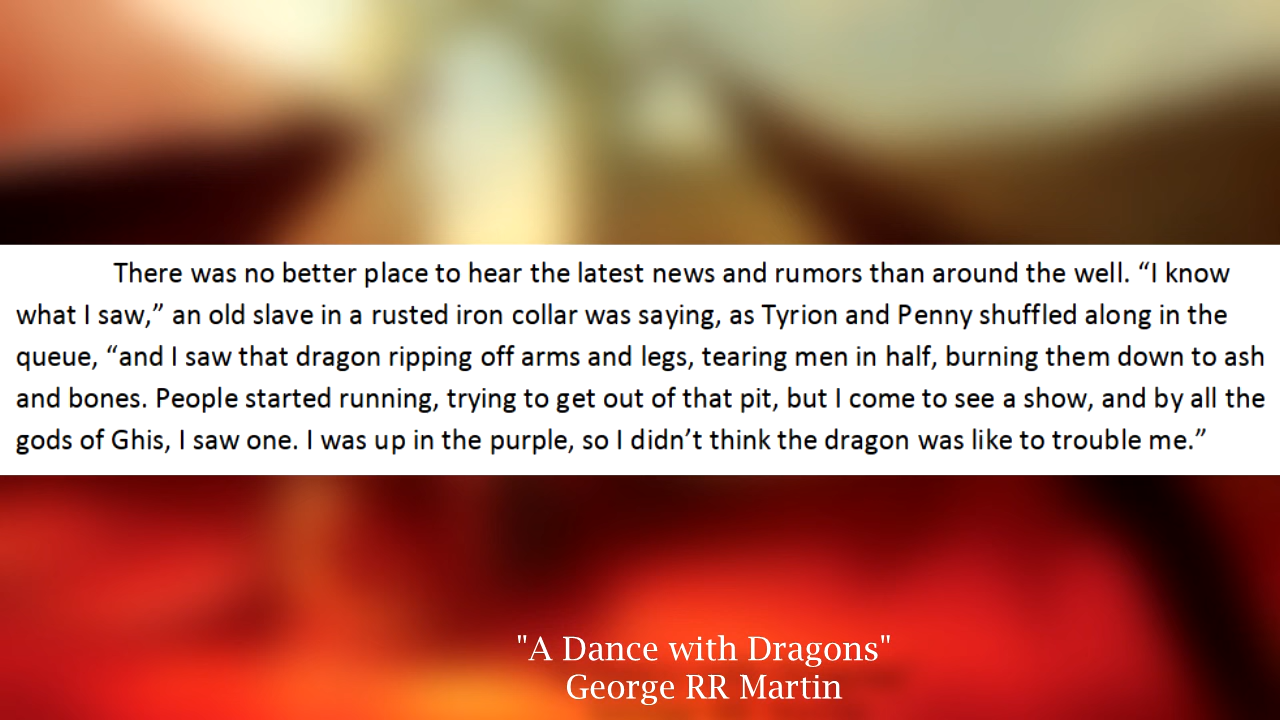 There was no better place to hear the latest news and rumors than around the well. “I know
what I saw,” an old slave in a rusted iron collar was saying, as Tyrion and Penny shuffled along in the
queue, “and I saw that dragon ripping off arms and legs, tearing men in half, burning them down to ash
and bones. People started running, trying to get out of that pit, but I come to see a show, and by all the
gods of Ghis, I saw one. I was up in the purple, so I didn’t think the dragon was like to trouble me.”
"A Dance with Dragons"
George RR Martin